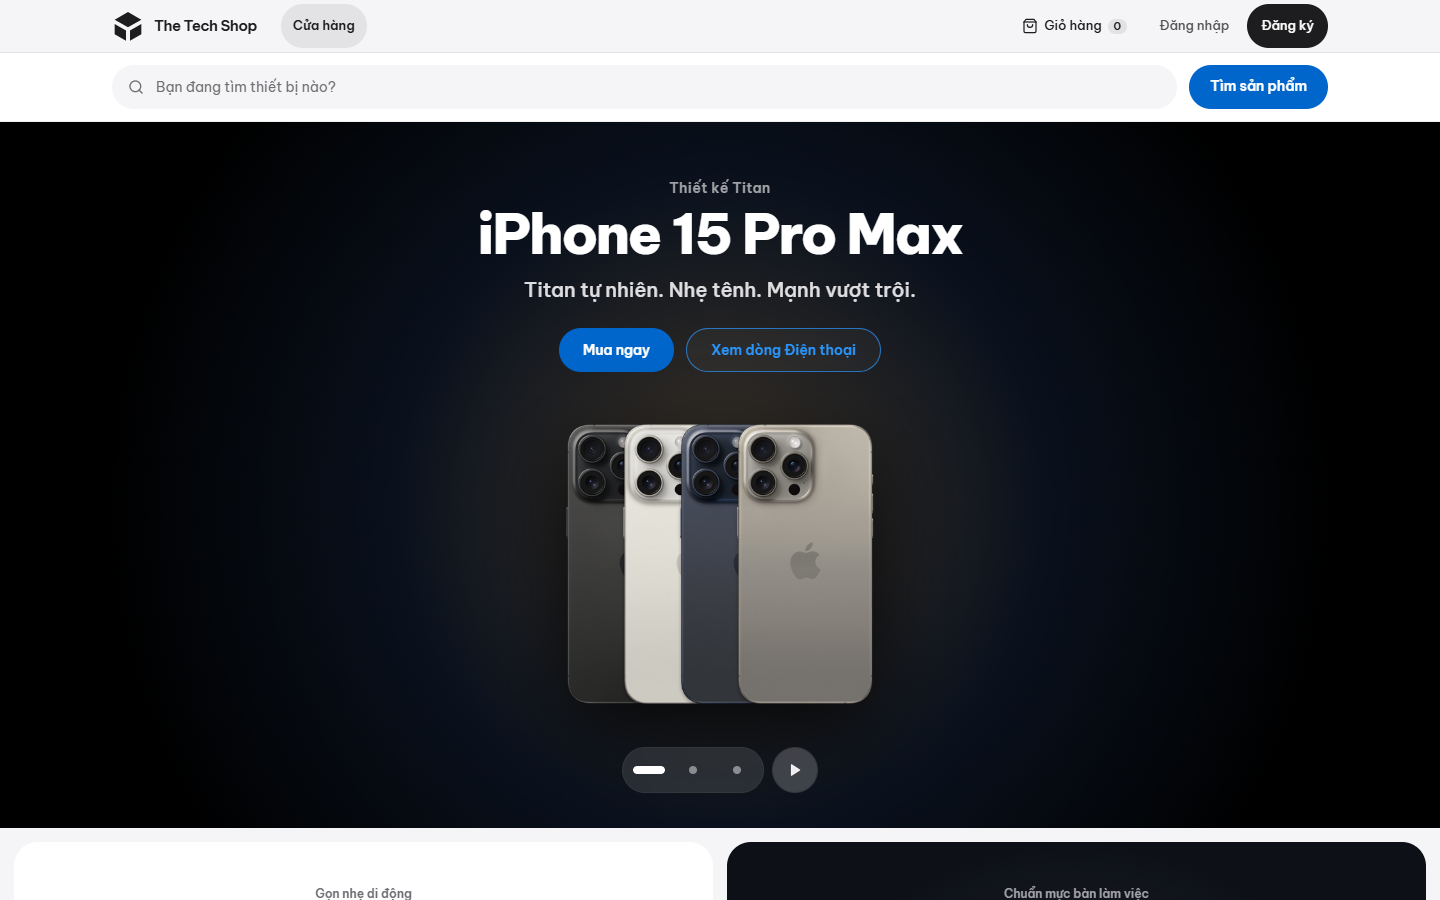 The Tech Shop
Cửa hàng
Giỏ hàng 0
Đăng nhập
Đăng ký
Bạn đang tìm thiết bị nào?
Tìm sản phẩm
Thiết kế Titan
iPhone 15 Pro Max
Titan tự nhiên. Nhẹ tênh. Mạnh vượt trội.
Mua ngay
Xem dòng Điện thoại
Gọn nhẹ di động
Chuẩn mực bàn làm việc